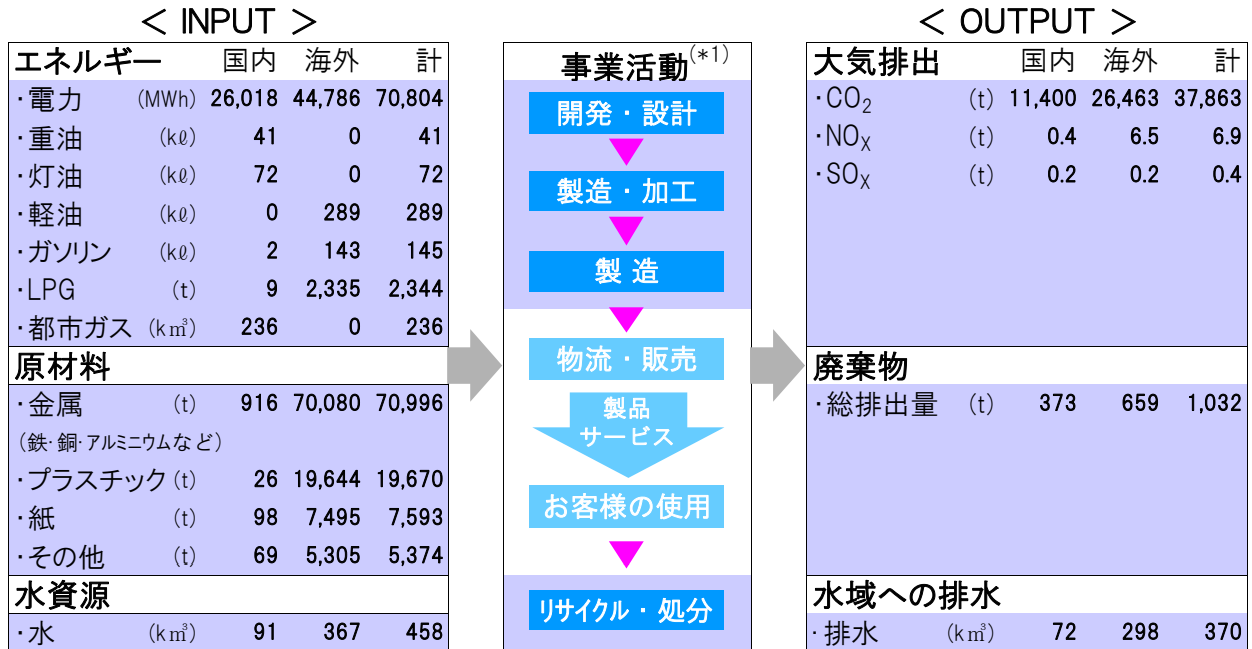 < INPUT >
エネルギー 国内 海外 計
・電力 (MWh) 26,018 44,786 70,804
・重油 (kℓ) 41 0 41
・灯油 (kℓ) 72 0 72
・軽油 (kℓ) 0 289 289
・ガソリン (kℓ) 2 143 145
・LPG (t) 9 2,335 2,344
・都市ガス (k㎥) 236 0 236
原材料
・金属 (t) 916 70,080 70,996
（鉄・銅・アルミニウムなど）
・プラスチック (t) 26 19,644 19,670
・紙 (t) 98 7,495 7,593
・その他 (t) 69 5,305 5,374
水資源
・水 (k㎥) 91 367 458
事業活動(*1)
開発・設計
製造・加工
製造
物流・販売
製品
サービス
お客様の使用
リサイクル・処分
< OUTPUT >
大気排出 国内 海外 計
・CO₂ (t) 11,400 26,463 37,863
・NOX (t) 0.4 6.5 6.9
・SOX (t) 0.2 0.2 0.4
廃棄物
・総排出量 (t) 373 659 1,032
水域への排水
・排水 (k㎥) 72 298 370